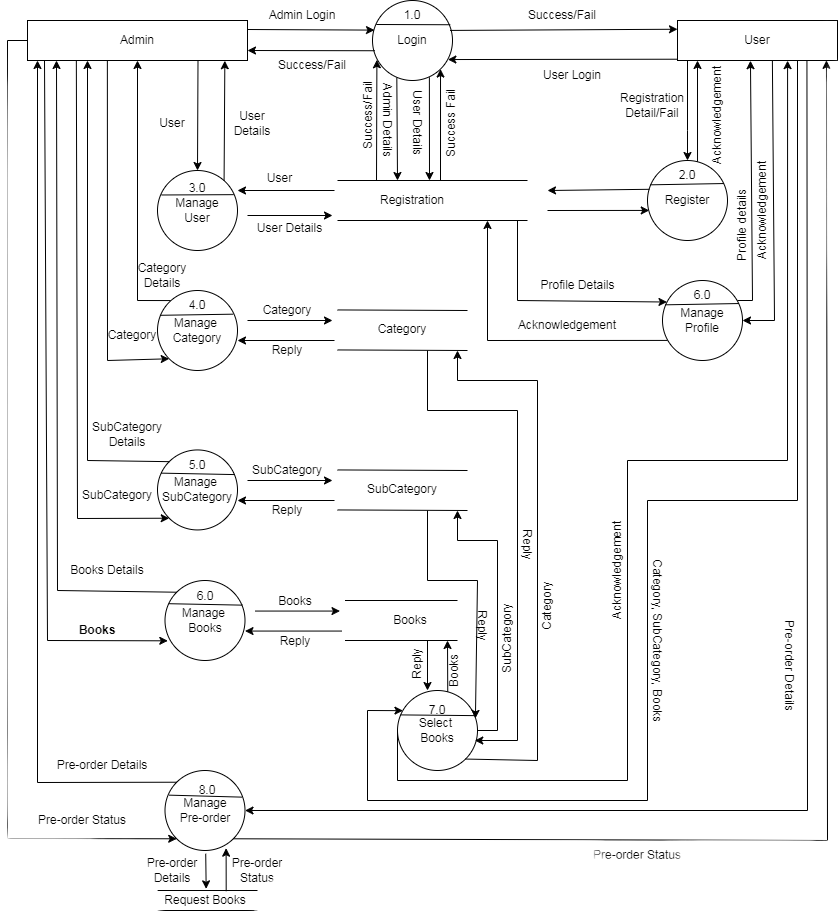 Admin Login
1.0
Success/Fail
Admin
Login
User
Success/Fail
User Login
Success/Fail
Admin Details
User Details
Success Fail
Registration
Detail/Fail
Acknowledgement
User
User
Details
Profile details
Acknowledgement
3.0
Manage
User
User
User Details
Registration
2.0
Register
Category
Details
Profile Details
Acknowledgement
6.0
Manage
Profile
4.0
Manage
Category
Category
Category
Reply
Category
SubCategory
Details
SubCategory
5.0
Manage
SubCategory
SubCategory
Reply
SubCategory
Reply
Category
Acknowledgement
Category, SubCategory, Books
Books Details
Books
6.0
Manage
Books
Books
Reply
Books
Reply
SubCategory
Reply
Books
Pre-order Details
7.0
Select
Books
Pre-order Details
Pre-order Status
8.0
Manage
Pre-order
Pre-order Status
Pre-order
Details
Pre-order
Status
Request Books